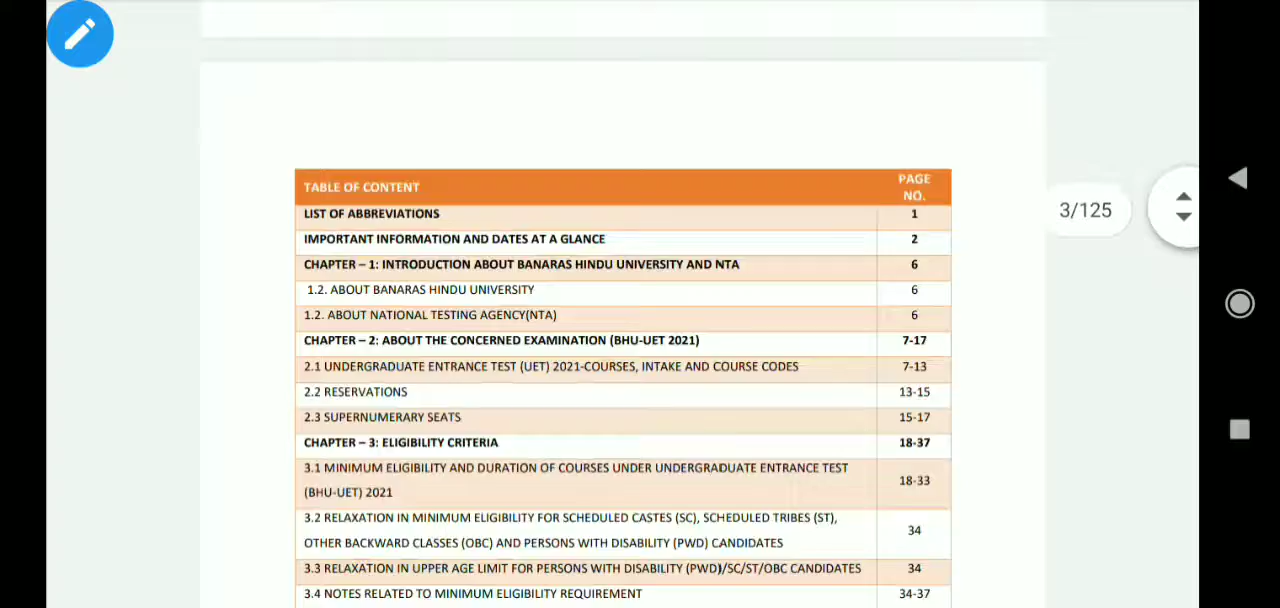 TABLE OF CONTENT PAGE NO.
LIST OF ABBREVIATIONS 1
IMPORTANT INFORMATION AND DATES AT A GLANCE 2
CHAPTER – 1: INTRODUCTION ABOUT BANARAS HINDU UNIVERSITY AND NTA 6
1.2. ABOUT BANARAS HINDU UNIVERSITY 6
1.2. ABOUT NATIONAL TESTING AGENCY(NTA) 6
CHAPTER – 2: ABOUT THE CONCERNED EXAMINATION (BHU-UET 2021) 7-17
2.1 UNDERGRADUATE ENTRANCE TEST (UET) 2021-COURSES, INTAKE AND COURSE CODES 7-13
2.2 RESERVATIONS 13-15
2.3 SUPERNUMERARY SEATS 15-17
CHAPTER – 3: ELIGIBILITY CRITERIA 18-37
3.1 MINIMUM ELIGIBILITY AND DURATION OF COURSES UNDER UNDERGRADUATE ENTRANCE TEST
(BHU-UET) 2021 18-33
3.2 RELAXATION IN MINIMUM ELIGIBILITY FOR SCHEDULED CASTES (SC), SCHEDULED TRIBES (ST),
OTHER BACKWARD CLASSES (OBC) AND PERSONS WITH DISABILITY (PWD) CANDIDATES 34
3.3 RELAXATION IN UPPER AGE LIMIT FOR PERSONS WITH DISABILITY (PWD)/SC/ST/OBC CANDIDATES 34
3.4 NOTES RELATED TO MINIMUM ELIGIBILITY REQUIREMENT 34-37
3/125